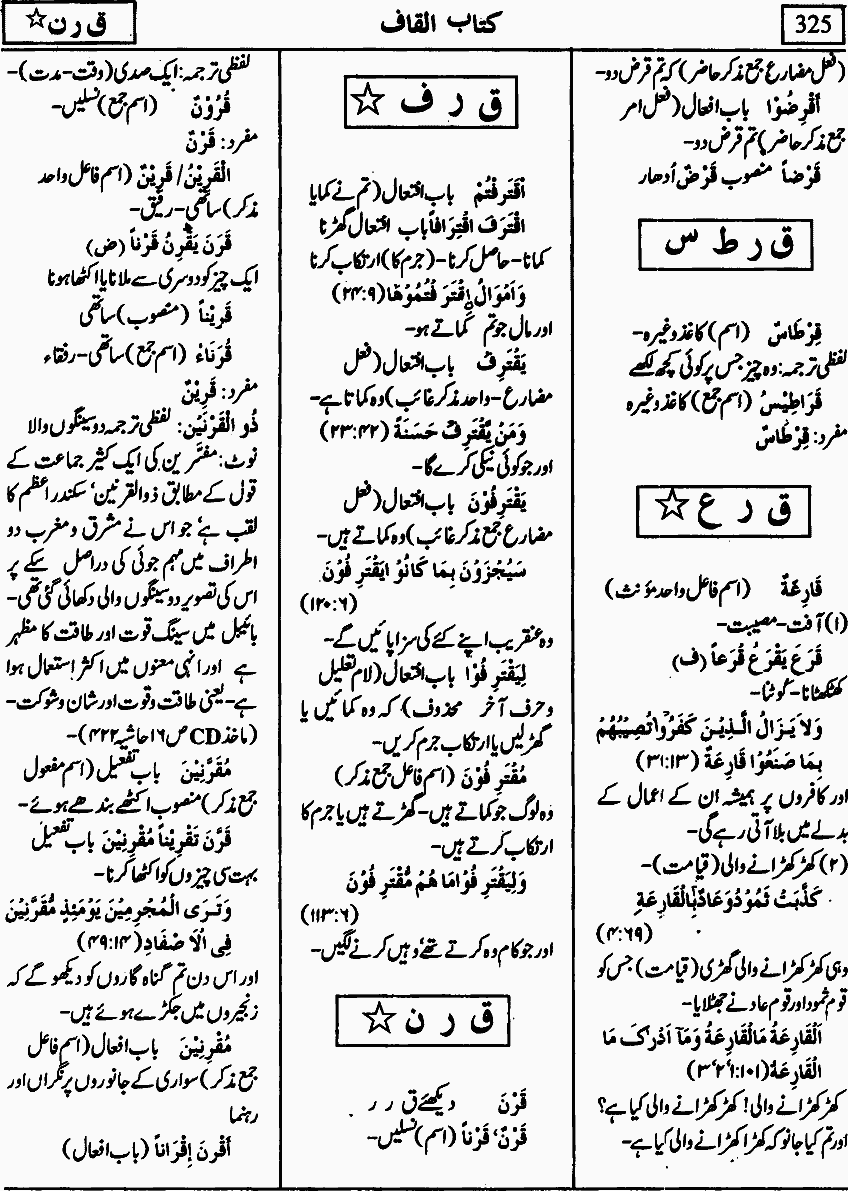 325
کتاب القاف
ق ر ن ☆
(فعل مضارع جمع مذکر حاضر) کہ تم قرض دو-
أَقْرِضُوْا باب افعال (فعل امر
جمع مذکر حاضر) تم قرض دو-
قَرْضاً منصوب قَرْضٌ اُدھار
ق ر ط س
قِرْطَاسٌ (اسم) کاغذ وغیرہ-
لفظی ترجمہ: وہ چیز جس پر کوئی کچھ لکھے
قَرَاطِيْسُ (اسم جمع) کاغذ وغیرہ
مفرد: قِرْطَاسٌ
ق ر ع ☆
قَارِعَةٌ (اسم فاعل واحد مؤنث)
(۱) آفت- مصیبت-
قَرَعَ يَقْرَعُ قَرْعاً (ف)
کھٹکھٹانا- کوٹنا-
وَلَا يَزَالُ الَّذِيْنَ كَفَرُوْا تُصِيْبُهُمْ
بِمَا صَنَعُوْا قَارِعَةٌ (۳۱:۱۳)
اور کافروں پر ہمیشہ ان کے اعمال کے
بدلے میں بلا آتی رہے گی-
(۲) کھڑکھڑانے والی (قیامت)-
كَذَّبَتْ ثَمُوْدُ وَعَادٌ بِالْقَارِعَةِ
(۴:۶۹)
وہی کھڑکھڑانے والی گھڑی (قیامت) جس کو
قوم ثمود اور قوم عاد نے جھٹلایا-
اَلْقَارِعَةُ مَالْقَارِعَةُ وَمَآ اَدْرٰكَ مَا
الْقَارِعَةُ (۱۰۱:۱،۲،۳)
کھڑکھڑانے والی! کھڑکھڑانے والی کیا ہے؟
اور تم کیا جانو کہ کھڑا کھڑانے والی کیا ہے-
ق ر ف ☆
اقْتَرَفْتُمْ باب افتعال (تم نے کمایا
اقْتَرَفَ اقْتِرَافاً باب افتعال گھڑنا
کمانا- حاصل کرنا- (جرم کا) ارتکاب کرنا
وَاَمْوَالُ اقْتَرَفْتُمُوْهَا (۲۴:۹)
اور مال جو تم کماتے ہو-
يَقْتَرِفْ باب افتعال (فعل
مضارع- واحد مذکر غائب) وہ کماتا ہے-
وَمَنْ يَّقْتَرِفْ حَسَنَةً (۲۳:۴۲)
اور جو کوئی نیکی کرے گا-
يَقْتَرِفُوْنَ باب افتعال (فعل
مضارع جمع مذکر غائب) وہ کماتے ہیں-
سَيُجْزَوْنَ بِمَا كَانُوْا يَقْتَرِفُوْنَ
(۱۲۰:۶)
وہ عنقریب اپنے کئے کی سزا پائیں گے-
لِيَقْتَرِفُوْا باب افتعال (لام تعلیل
و حرف آخر محذوف) کہ وہ کمائیں یا
گھڑ لیں یا ارتکاب جرم کریں-
مُقْتَرِفُوْنَ (اسم فاعل جمع مذکر)
وہ لوگ جو کماتے ہیں- گھڑتے ہیں یا جرم کا
ارتکاب کرتے ہیں-
وَلِيَقْتَرِفُوْا مَا هُمْ مُقْتَرِفُوْنَ
(۱۱۳:۶)
اور جو کام وہ کرتے تھے وہیں کرنے لگیں-
ق ر ن ☆
قَرْنَ دیکھئے ق ر ر
قَرْنٌ، قَرْناً (اسم) نسلیں-
لفظی ترجمہ: ایک صدی (وقت- مدت)-
قُرُوْنٌ (اسم جمع) نسلیں-
مفرد: قَرْنٌ
الْقَرِيْنُ/ قَرِيْنٌ (اسم فاعل واحد
مذکر) ساتھی- رفیق-
قَرَنَ يَقْرِنُ قَرْناً (ض)
ایک چیز کو دوسری سے ملانا یا اکٹھا ہونا
قَرِيْناً (منصوب) ساتھی
قُرَنَاءُ (اسم جمع) ساتھی- رفقاء
مفرد: قَرِيْنٌ
ذُو الْقَرْنَيْنِ: لفظی ترجمہ دو سینگوں والا
نوٹ: مفسّرین کی ایک کثیر جماعت کے
قول کے مطابق ذوالقرنین، سکندر اعظم کا
لقب ہے، جو اس نے مشرق و مغرب دو
اطراف میں مہم جوئی کی دراصل سکے پر
اس کی تصویر دو سینگوں والی دکھائی گئی تھی-
بائیبل میں سینگ قوت اور طاقت کا مظہر
ہے اور انہی معنوں میں اکثر استعمال ہوا
ہے- یعنی طاقت و قوت اور شان و شوکت-
(ماخذ CD ص ۱۶ حاشیہ ۴۲۲)-
مُقَرَّنِيْنَ باب تفعیل (اسم مفعول
جمع مذکر) منصوب اکٹھے بندھے ہوئے-
قَرَّنَ تَقْرِيْناً مُقْرِنِيْنَ باب تفعیل
بہت سی چیزوں کو اکٹھا کرنا-
وَتَرَى الْمُجْرِمِيْنَ يَوْمَئِذٍ مُقَرَّنِيْنَ
فِى الْاَصْفَادِ (۴۹:۱۴)
اور اس دن تم گناہ گاروں کو دیکھو گے کہ
زنجیروں میں جکڑے ہوئے ہیں-
مُقْرِنِيْنَ باب افعال (اسم فاعل
جمع مذکر) سواری کے جانوروں پر نگراں اور
رہنما
أَقْرَنَ إِقْرَاناً (باب افعال)